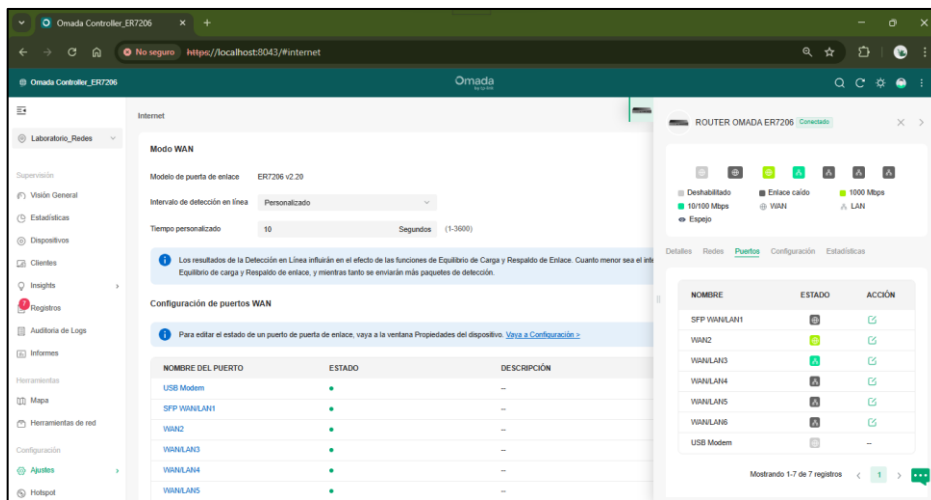 Omada Controller_ER7206
No seguro https://localhost:8043/#internet
Omada Controller_ER7206
Omada
by tp-link
Laboratorio_Redes
Supervisión
Visión General
Estadísticas
Dispositivos
Clientes
Insights
7
Registros
Auditoría de Logs
Informes
Herramientas
Mapa
Herramientas de red
Configuración
Ajustes
Hotspot
Internet
Modo WAN
Modelo de puerta de enlace ER7206 v2.20
Intervalo de detección en línea Personalizado
Tiempo personalizado 10 Segundos (1-3600)
Los resultados de la Detección en Línea influirán en el efecto de las funciones de Equilibrio de Carga y Respaldo de Enlace. Cuanto menor sea el inte
Equilibrio de carga y Respaldo de enlace, y mientras tanto se enviarán más paquetes de detección.
Configuración de puertos WAN
Para editar el estado de un puerto de puerta de enlace, vaya a la ventana Propiedades del dispositivo. Vaya a Configuración >
NOMBRE DEL PUERTO ESTADO DESCRIPCIÓN
USB Modem --
SFP WAN/LAN1 --
WAN2 --
WAN/LAN3 --
WAN/LAN4 --
WAN/LAN5 --
ROUTER OMADA ER7206 Conectado
Deshabilitado Enlace caído 1000 Mbps
10/100 Mbps WAN LAN
Espejo
Detalles Redes Puertos Configuración Estadísticas
NOMBRE ESTADO ACCIÓN
SFP WAN/LAN1
WAN2
WAN/LAN3
WAN/LAN4
WAN/LAN5
WAN/LAN6
USB Modem --
Mostrando 1-7 de 7 registros < 1 >